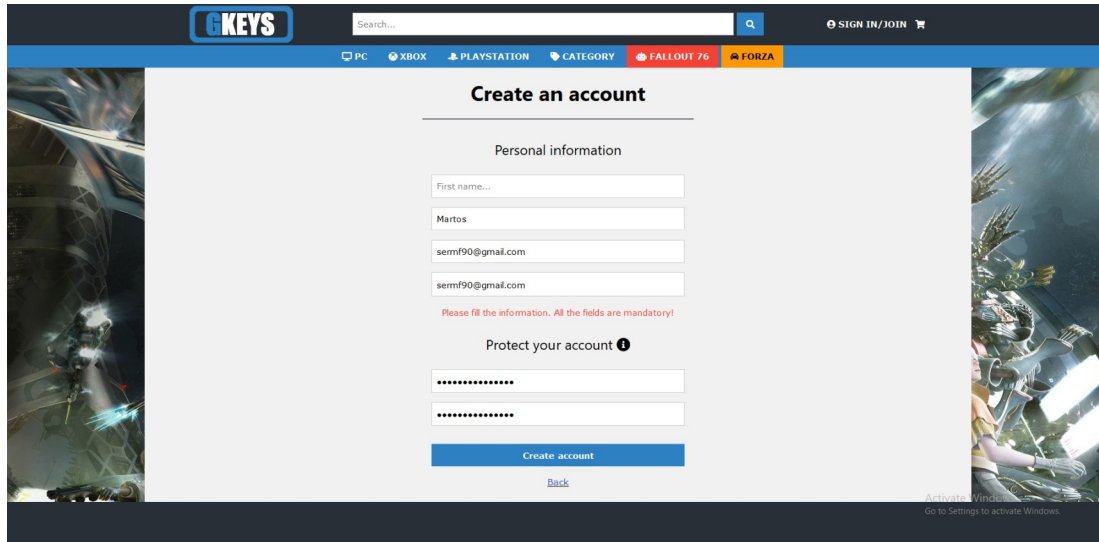 GKEYS
Search...
SIGN IN/JOIN
PC XBOX PLAYSTATION CATEGORY FALLOUT 76 FORZA
Create an account
Personal information
First name...
Martos
sermf90@gmail.com
sermf90@gmail.com
Please fill the information. All the fields are mandatory!
Protect your account
•••••••••••••••
•••••••••••••••
Create account
Back
Activate Windows
Go to Settings to activate Windows.